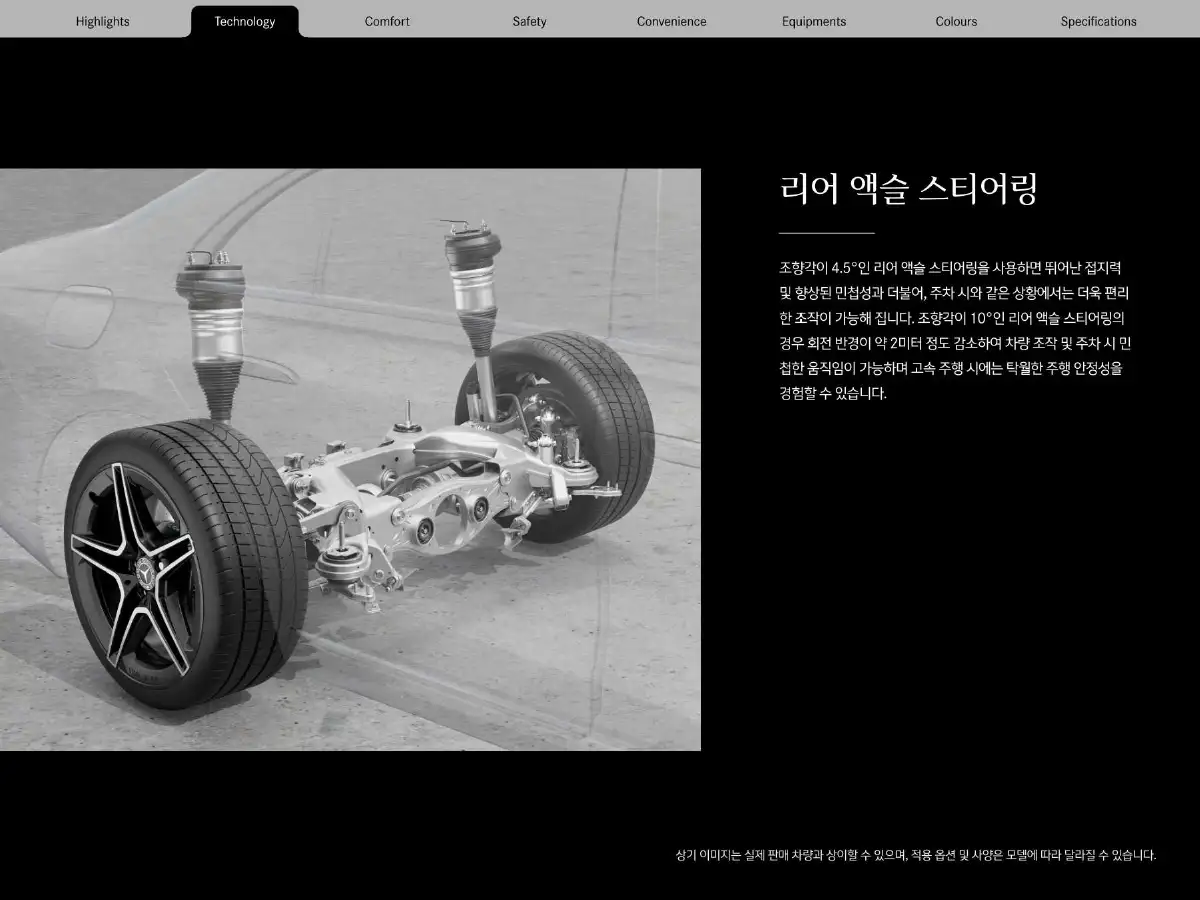 Highlights
Technology
Comfort
Safety
Convenience
Equipments
Colours
Specifications
리어 액슬 스티어링
조향각이 4.5°인 리어 액슬 스티어링을 사용하면 뛰어난 접지력
및 향상된 민첩성과 더불어, 주차 시와 같은 상황에서는 더욱 편리
한 조작이 가능해 집니다. 조향각이 10°인 리어 액슬 스티어링의
경우 회전 반경이 약 2미터 정도 감소하여 차량 조작 및 주차 시 민
첩한 움직임이 가능하며 고속 주행 시에는 탁월한 주행 안정성을
경험할 수 있습니다.
상기 이미지는 실제 판매 차량과 상이할 수 있으며, 적용 옵션 및 사양은 모델에 따라 달라질 수 있습니다.